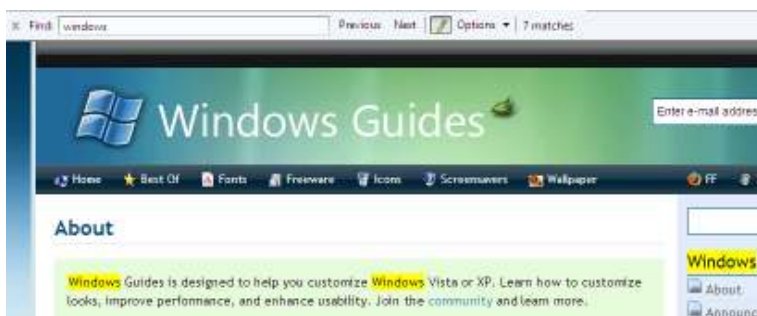 x Find: windows Previous Next Options 7 matches
Windows Guides
Enter e-mail addres
Home Best Of Fonts Freeware Icons Screensavers Wallpaper FF
About
Windows Guides is designed to help you customize Windows Vista or XP. Learn how to customize
looks, improve performance, and enhance usability. Join the community and learn more.
Windows
About
Announc